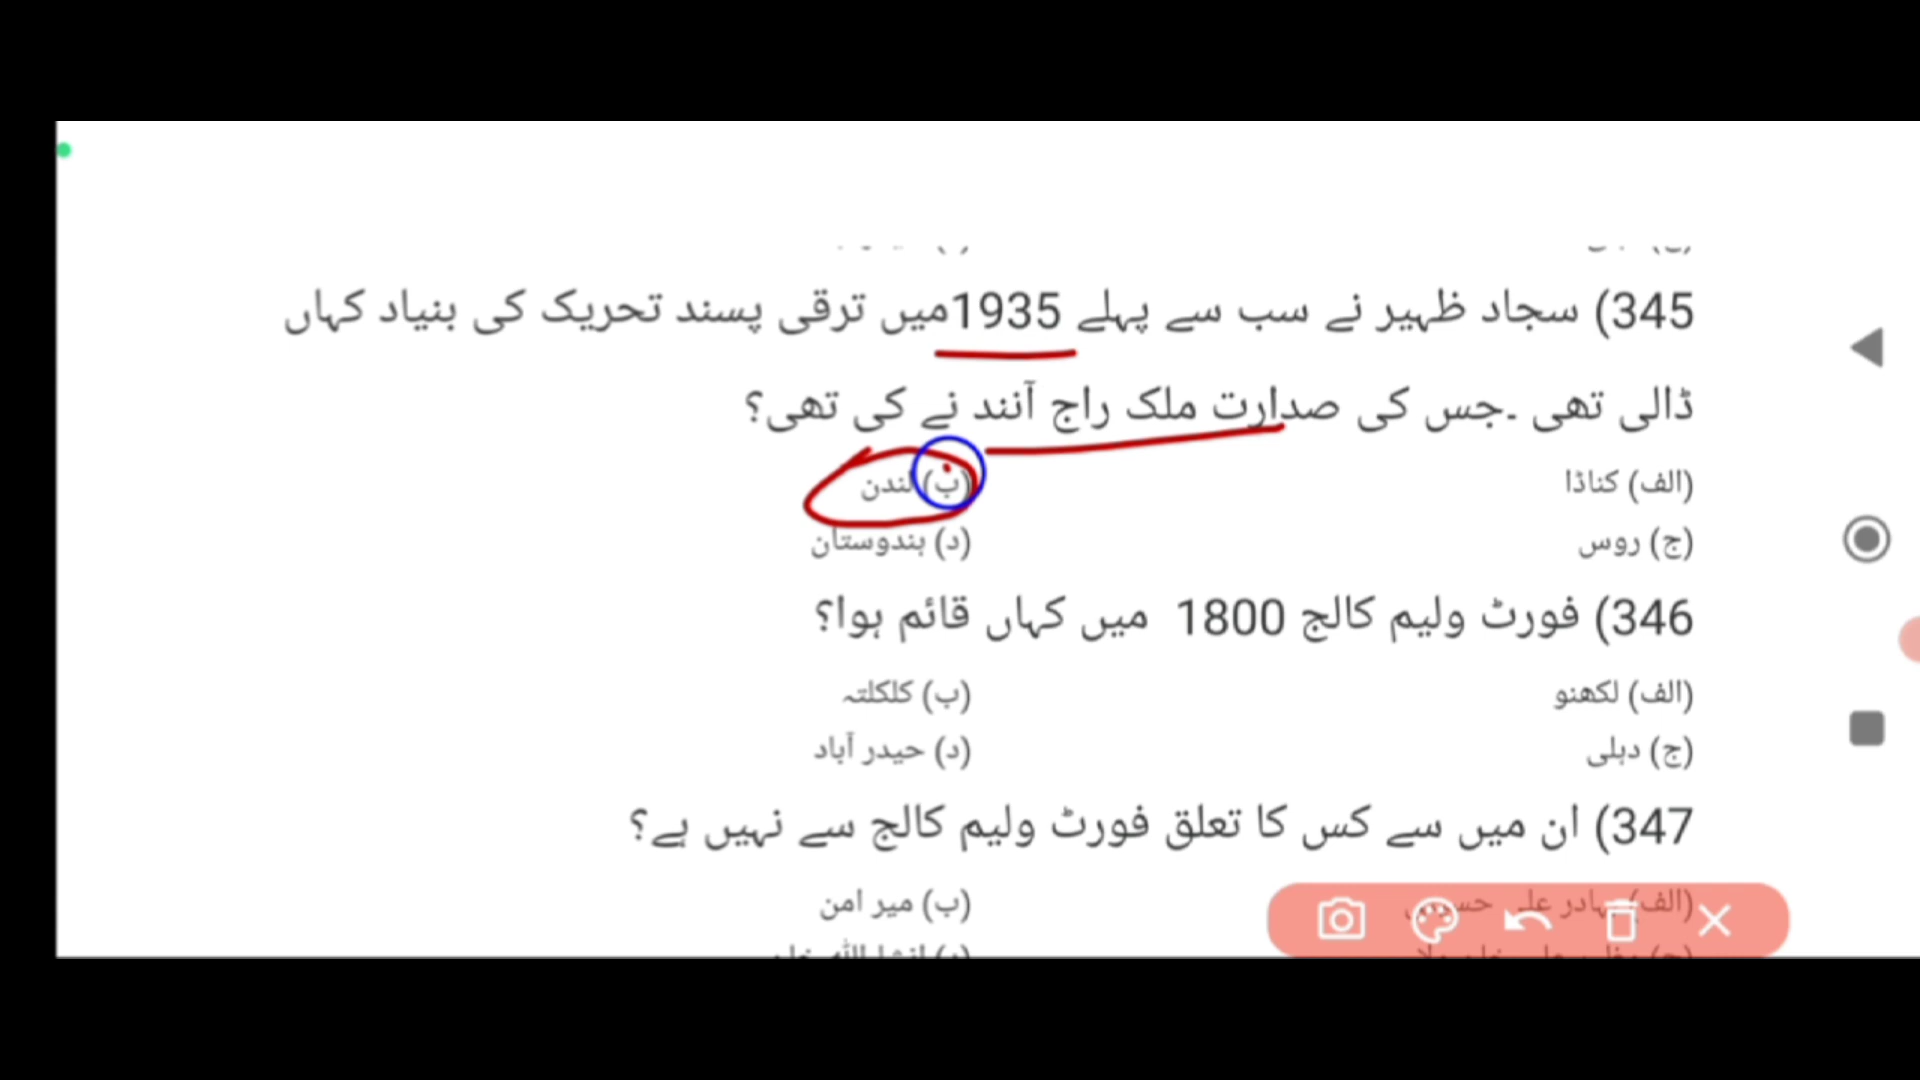 345) سجاد ظہیر نے سب سے پہلے 1935میں ترقی پسند تحریک کی بنیاد کہاں
ڈالی تھی ۔جس کی صدارت ملک راج آنند نے کی تھی؟
(الف) کناڈا (ب) لندن
(ج) روس (د) ہندوستان
346) فورٹ ولیم کالج 1800 میں کہاں قائم ہوا؟
(الف) لکھنو (ب) کلکلتہ
(ج) دہلی (د) حیدر آباد
347) ان میں سے کس کا تعلق فورٹ ولیم کالج سے نہیں ہے؟
(الف) بہادر علی (ب) میر امن